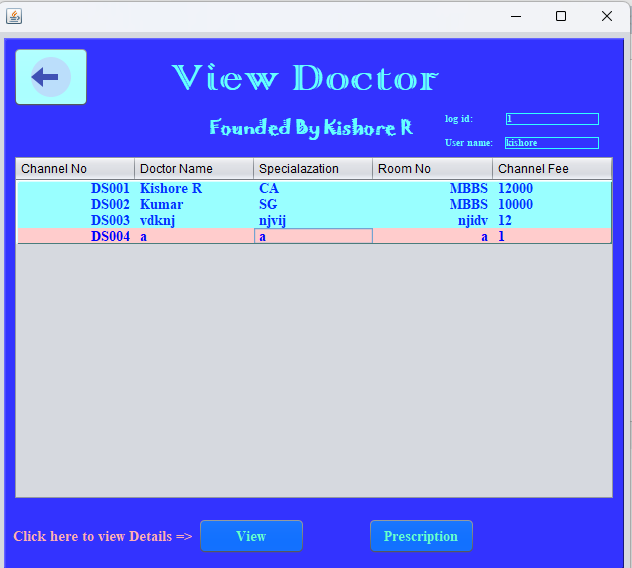 View Doctor
Founded By Kishore R
log id: 1
User name: kishore
Channel No Doctor Name Specialazation Room No Channel Fee
DS001 Kishore R CA MBBS 12000
DS002 Kumar SG MBBS 10000
DS003 vdknj njvij njidv 12
DS004 a a a 1
Click here to view Details => View Prescription